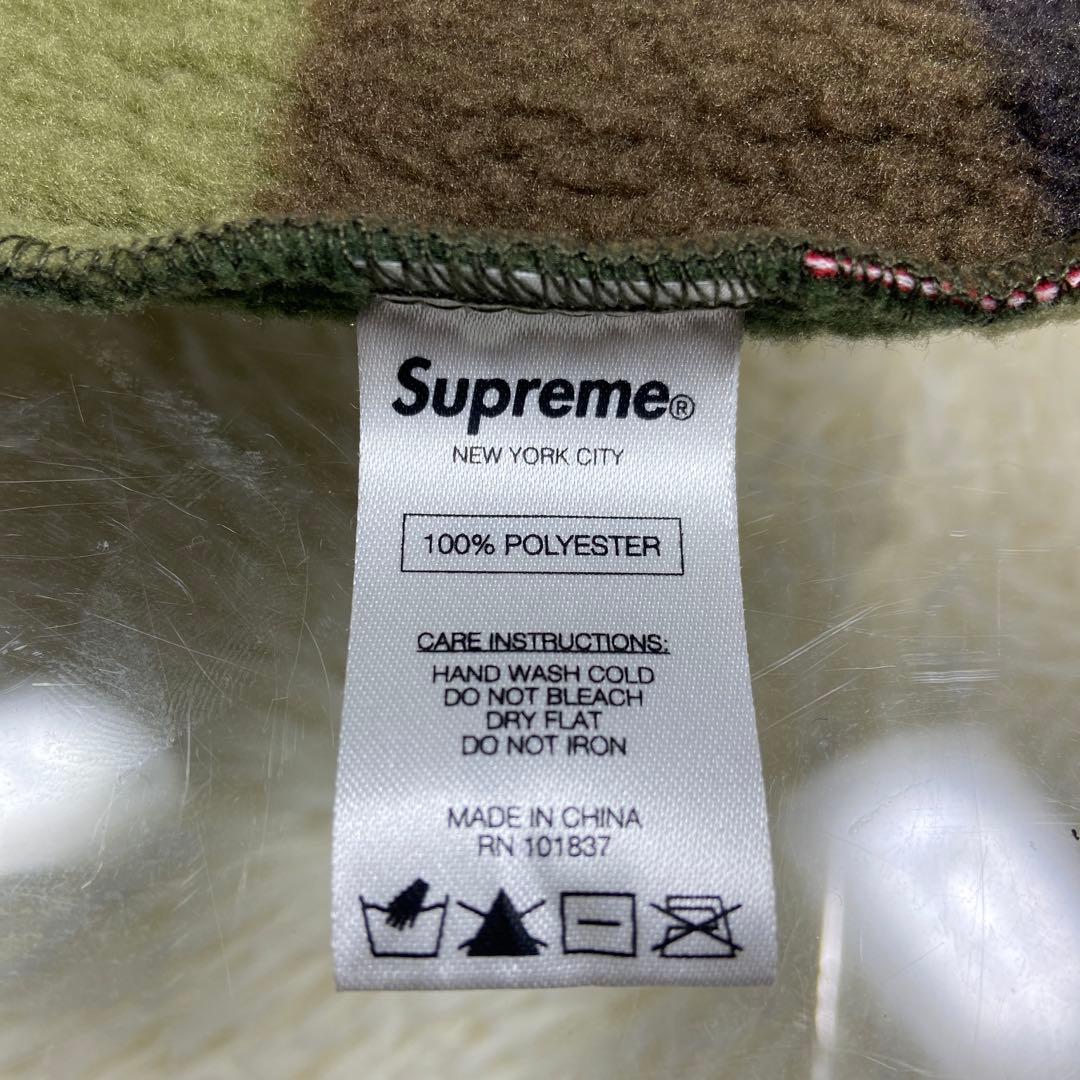 Supreme®
NEW YORK CITY
100% POLYESTER
CARE INSTRUCTIONS:
HAND WASH COLD
DO NOT BLEACH
DRY FLAT
DO NOT IRON
MADE IN CHINA
RN 101837